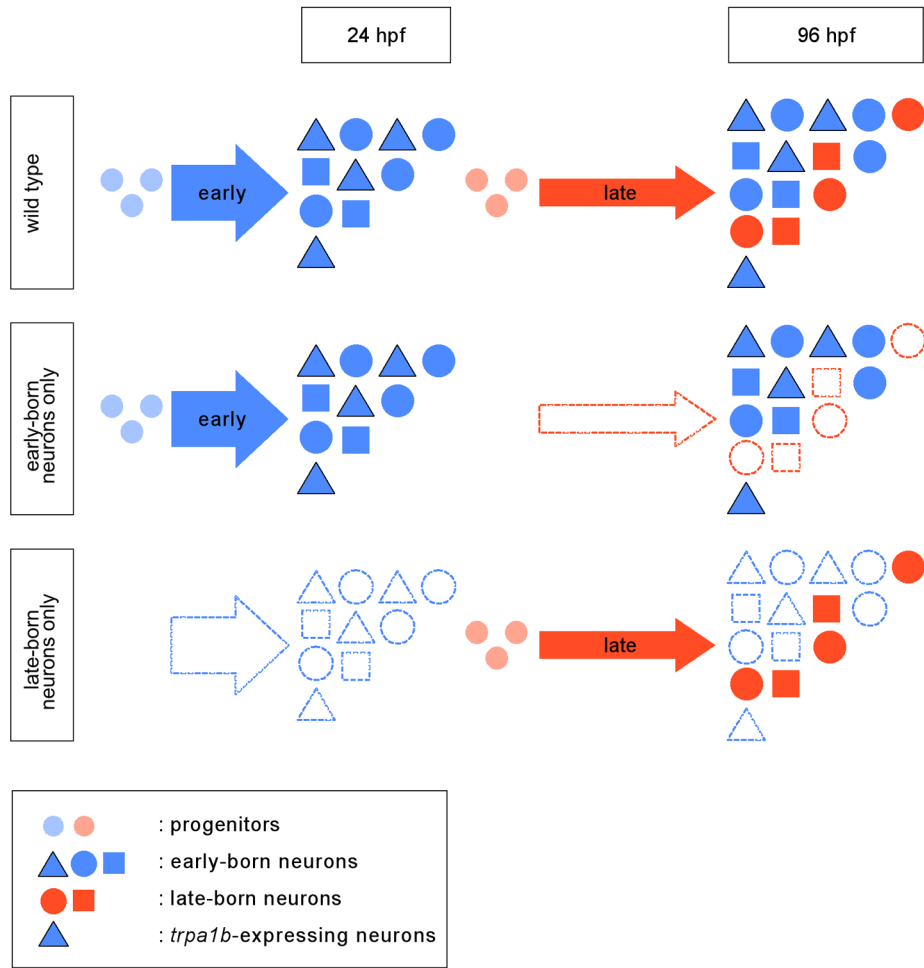 24 hpf
96 hpf
wild type
early
late
early-born
neurons only
early
late-born
neurons only
late
: progenitors
: early-born neurons
: late-born neurons
: trpa1b-expressing neurons